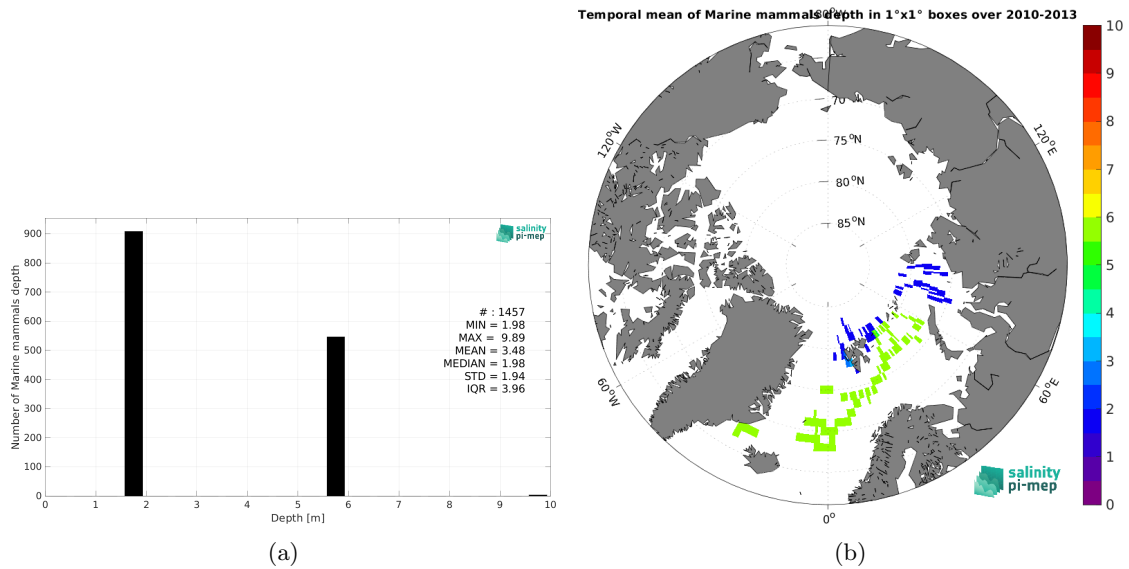 900
800
700
600
500
400
300
200
100
0
Number of Marine mammals depth
salinity
pi-mep
# : 1457
MIN = 1.98
MAX = 9.89
MEAN = 3.48
MEDIAN = 1.98
STD = 1.94
IQR = 3.96
0 1 2 3 4 5 6 7 8 9 10
Depth [m]
(a)
Temporal mean of Marine mammals depth in 1°x1° boxes over 2010-2013
180°W
120°W
120°E
70
75°N
80°N
85°N
60°W
60°E
0°
salinity
pi-mep
10
9
8
7
6
5
4
3
2
1
0
(b)